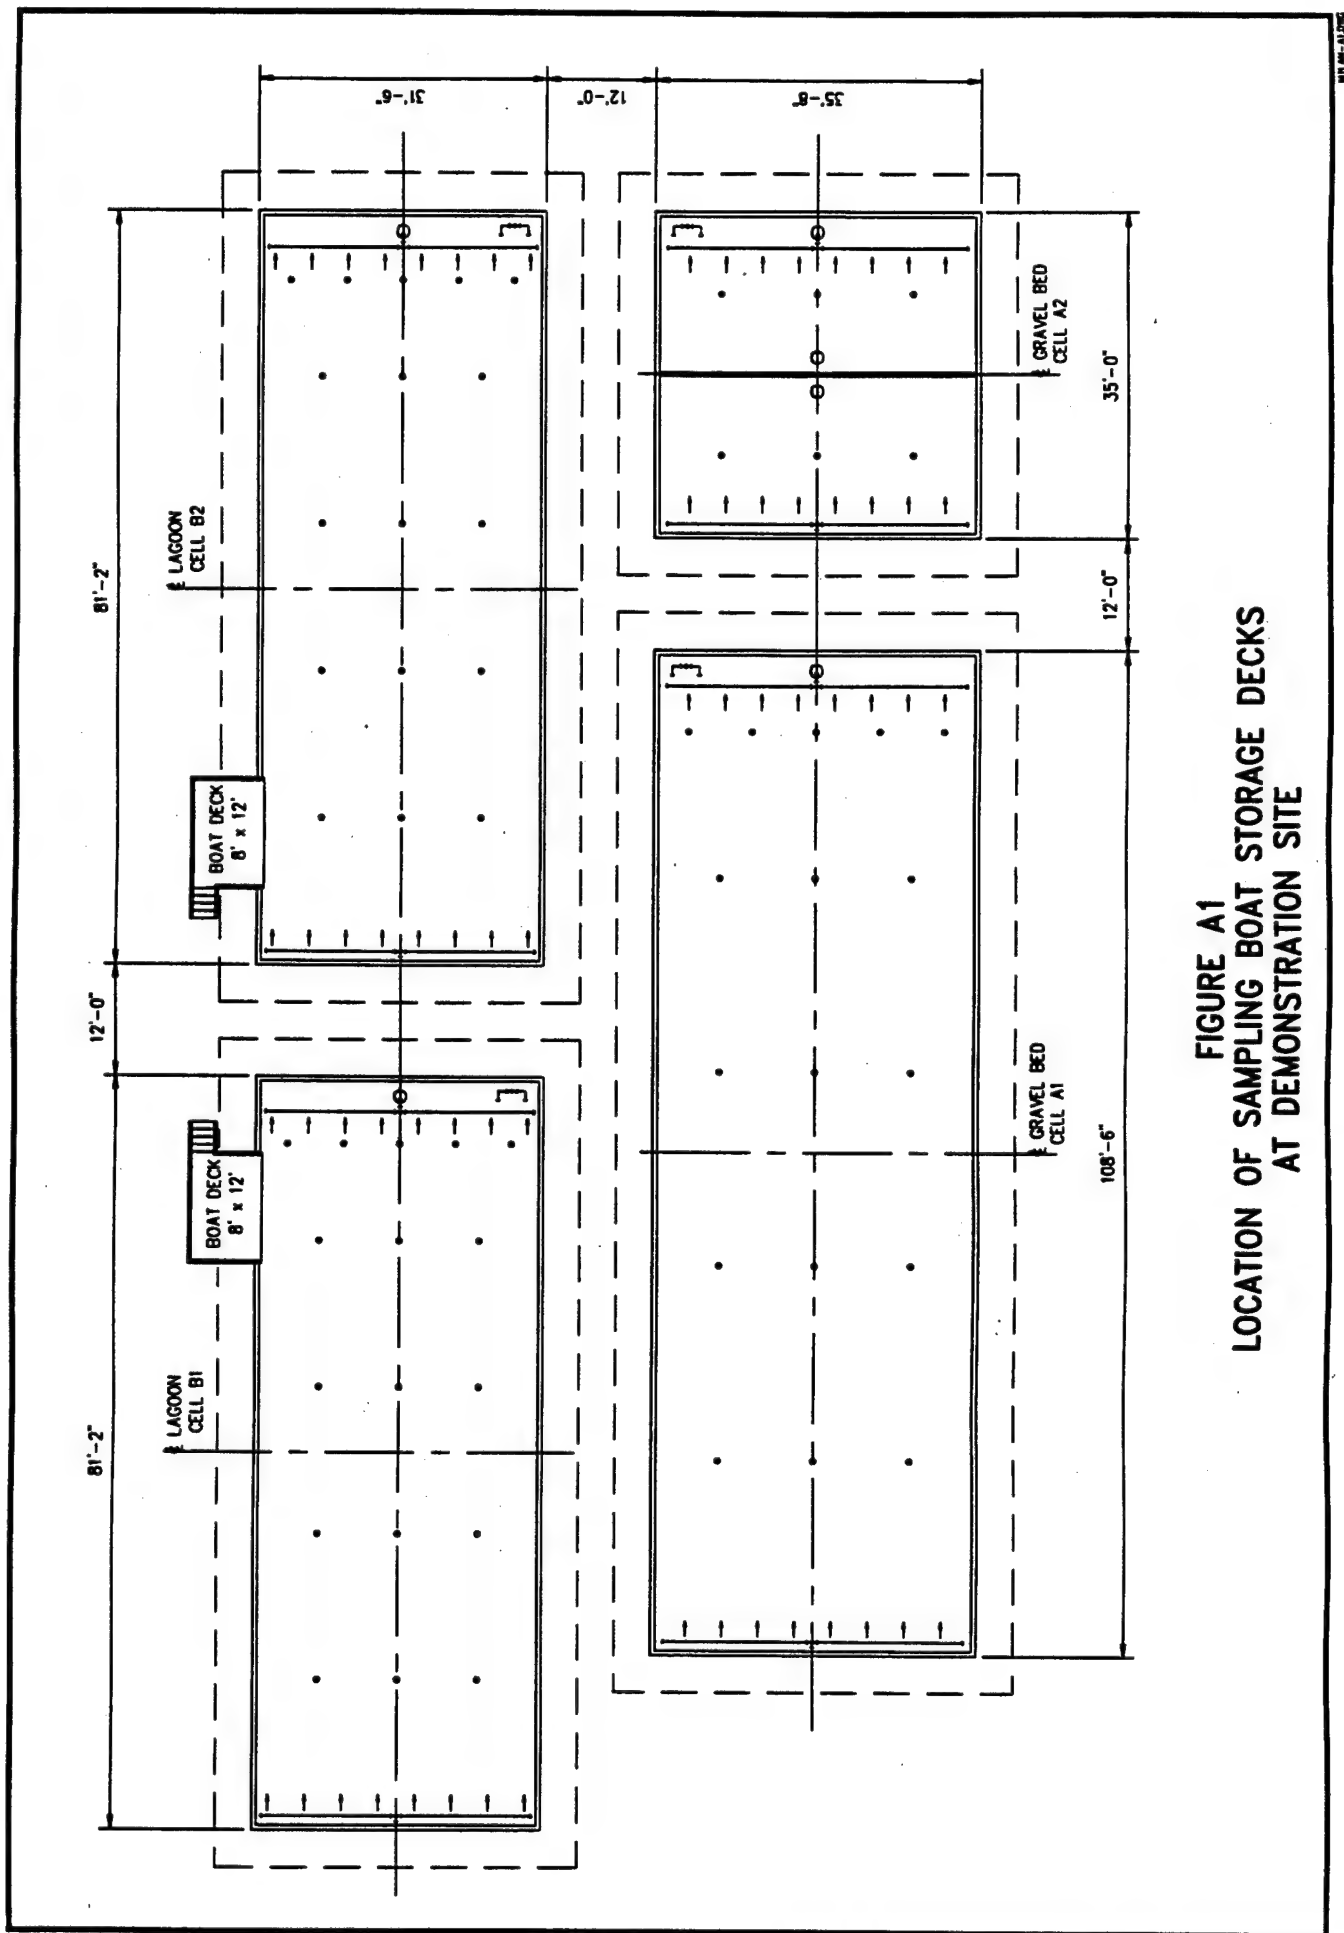 81'-2"
12'-0"
81'-2"
℄ LAGOON
CELL B1
℄ LAGOON
CELL B2
BOAT DECK
8' x 12'
BOAT DECK
8' x 12'
31'-6"
12'-0"
35'-8"
℄ GRAVEL BED
CELL A1
℄ GRAVEL BED
CELL A2
108'-6"
12'-0"
35'-0"
FIGURE A1
LOCATION OF SAMPLING BOAT STORAGE DECKS
AT DEMONSTRATION SITE